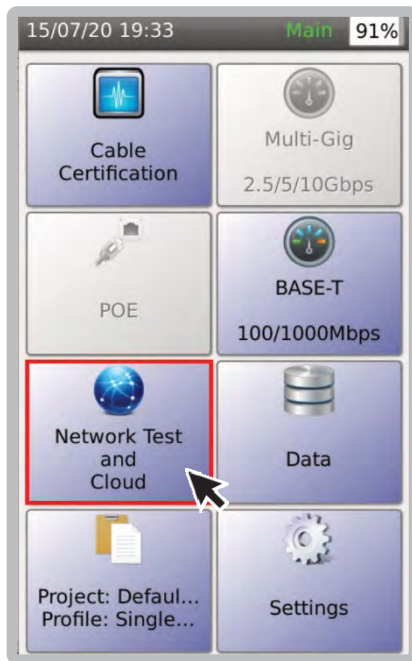 15/07/20 19:33 Main 91%
Cable
Certification
Multi-Gig
2.5/5/10Gbps
POE
BASE-T
100/1000Mbps
Network Test
and
Cloud
Data
Project: Defaul...
Profile: Single...
Settings